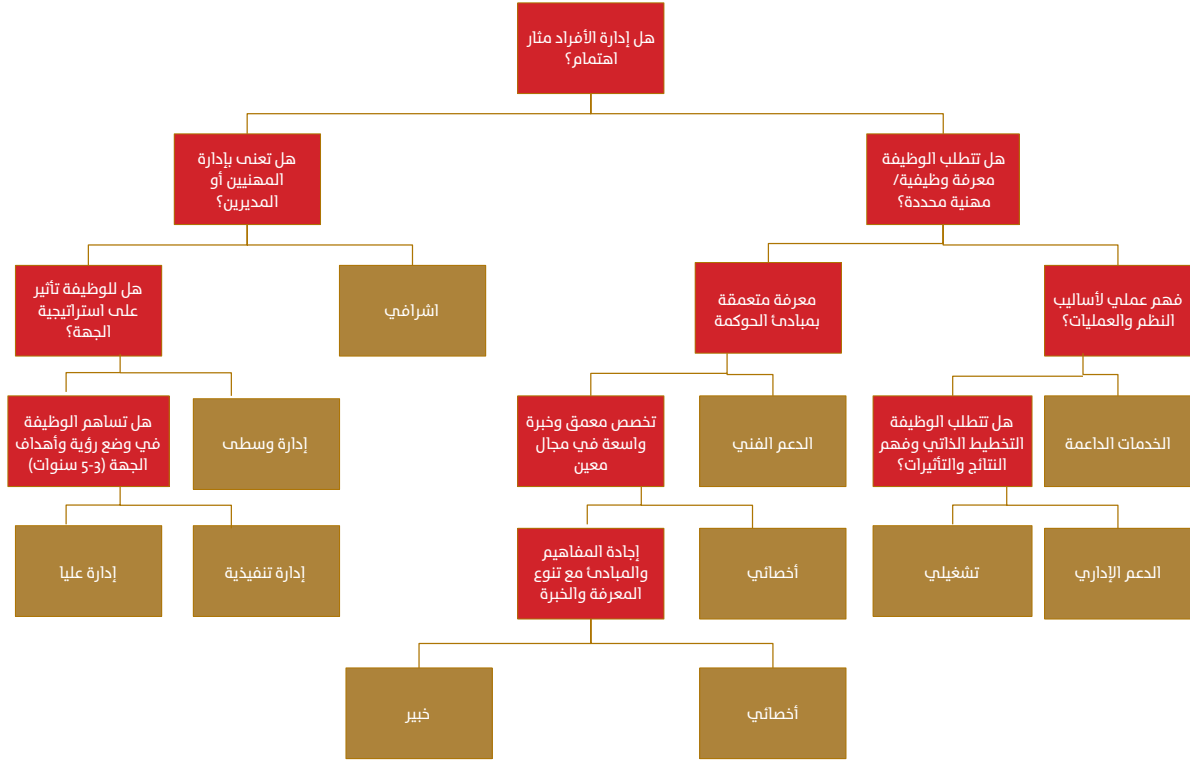 هل إدارة الأفراد مثار
اهتمام؟
هل تتطلب الوظيفة
معرفة وظيفية/
مهنية محددة؟
هل تعنى بإدارة
المهنيين أو
المديرين؟
فهم عملي لأساليب
النظم والعمليات؟
معرفة متعمقة
بمبادئ الحوكمة
اشرافي
هل للوظيفة تأثير
على استراتيجية
الجهة؟
الخدمات الداعمة
هل تتطلب الوظيفة
التخطيط الذاتي وفهم
النتائج والتأثيرات؟
الدعم الفني
تخصص معمق وخبرة
واسعة في مجال
معين
إدارة وسطى
هل تساهم الوظيفة
في وضع رؤية وأهداف
الجهة (3-5 سنوات)
الدعم الإداري
تشغيلي
أخصائي
إجادة المفاهيم
والمبادئ مع تنوع
المعرفة والخبرة
إدارة تنفيذية
إدارة عليا
أخصائي
خبير